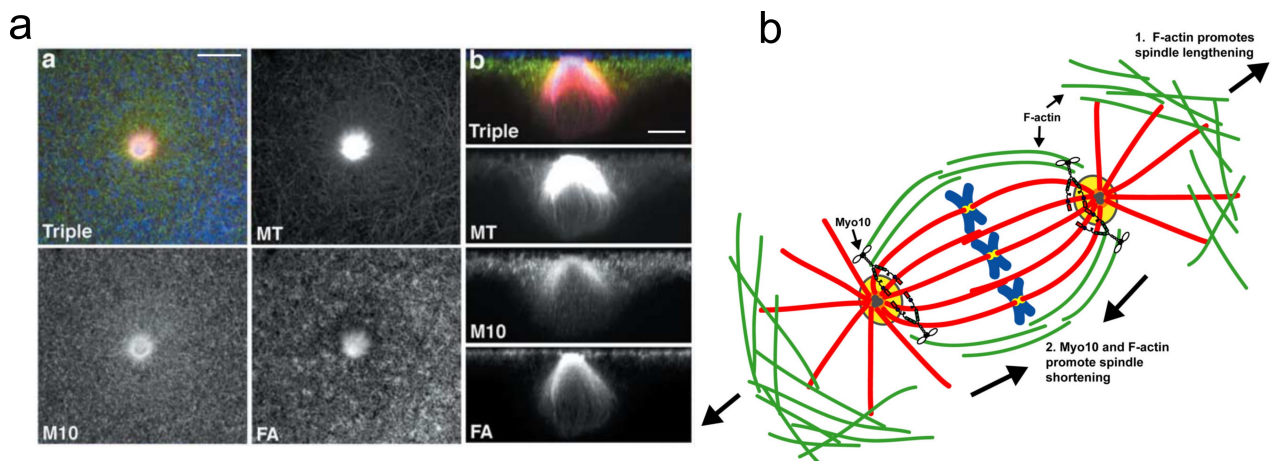 a
a
Triple
MT
M10
FA
b
Triple
MT
M10
FA
b
1. F-actin promotes
spindle lengthening
F-actin
Myo10
2. Myo10 and F-actin
promote spindle
shortening